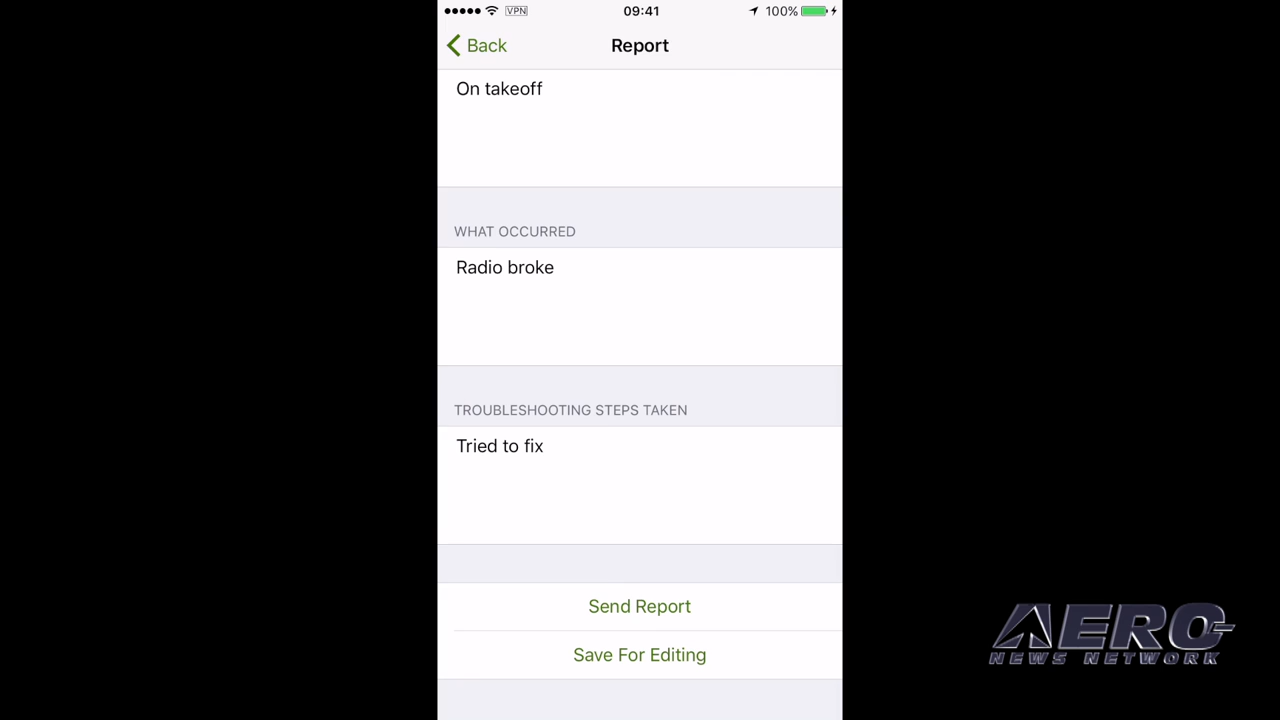 VPN 09:41 100%
Back Report
On takeoff
WHAT OCCURRED
Radio broke
TROUBLESHOOTING STEPS TAKEN
Tried to fix
Send Report
Save For Editing
AERO
NEWS NETWORK